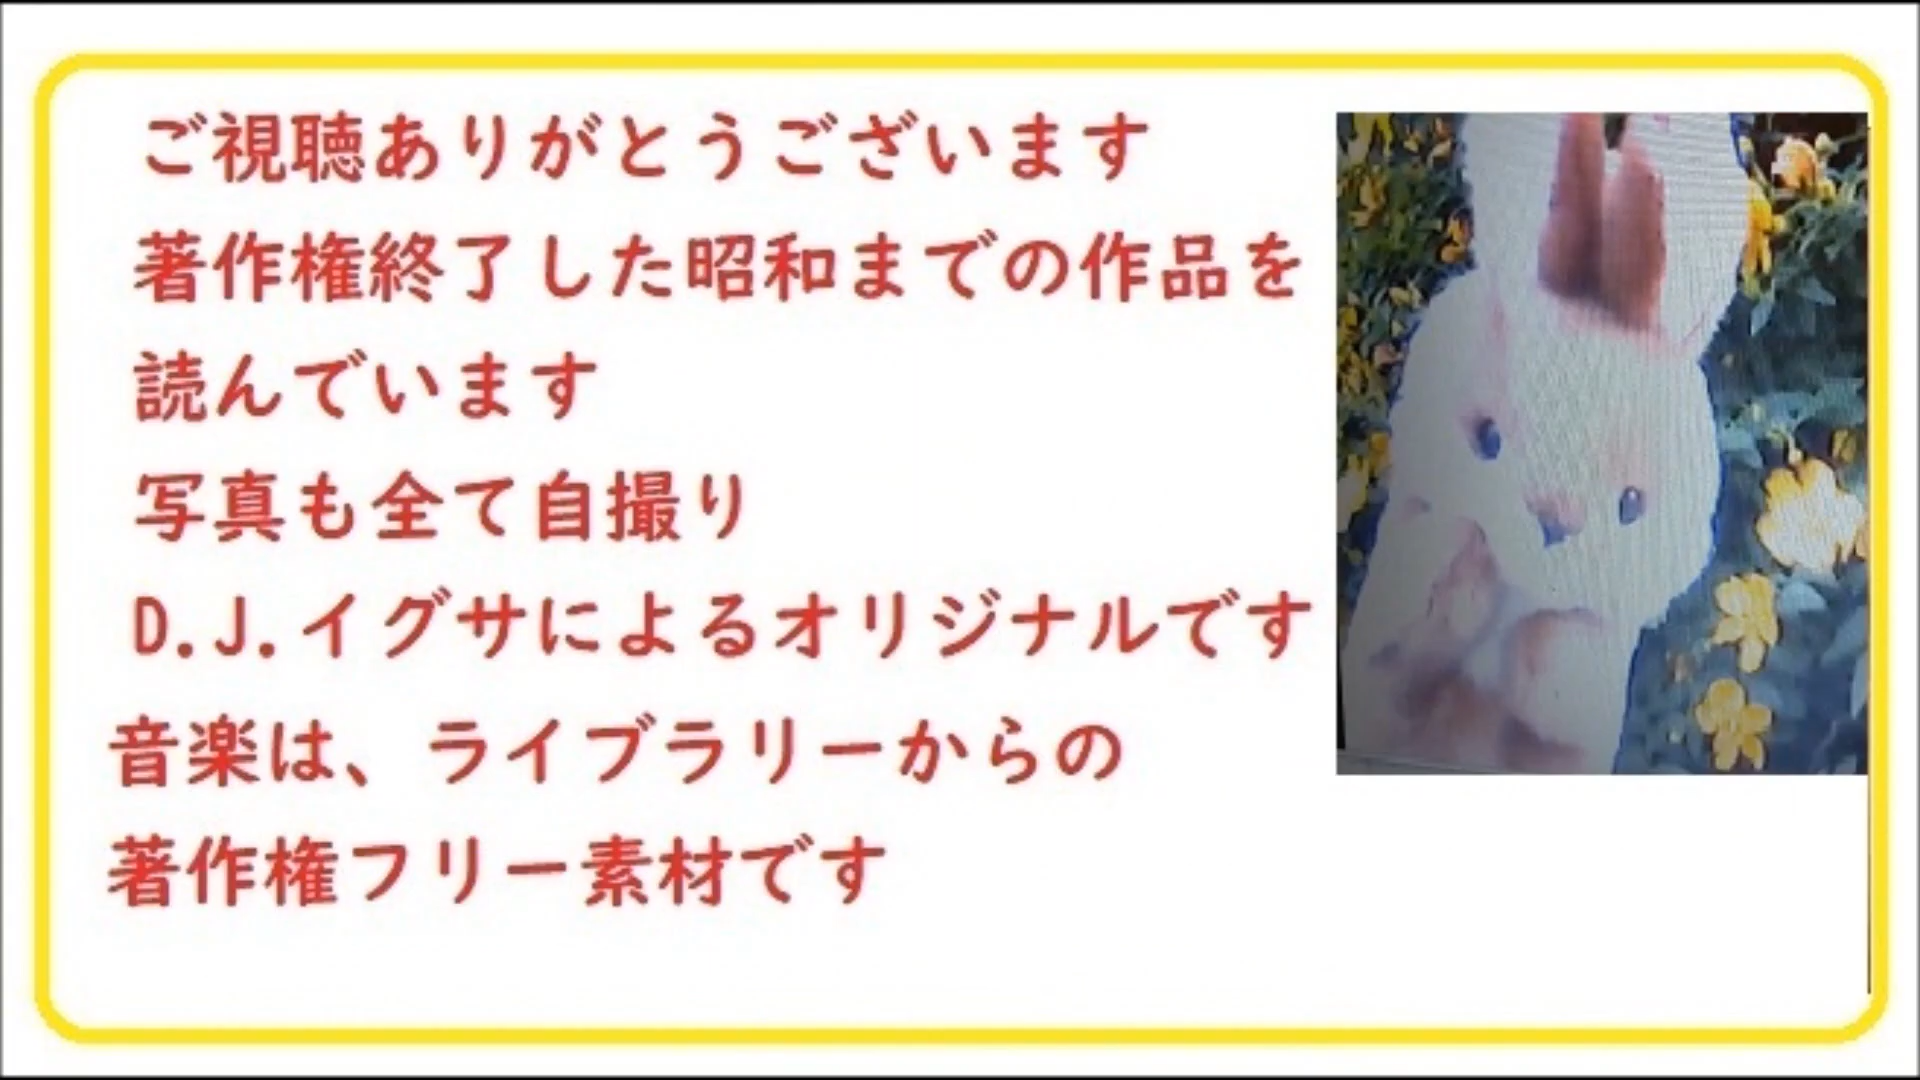 ご視聴ありがとうございます
著作権終了した昭和までの作品を
読んでいます
写真も全て自撮り
D.J.イグサによるオリジナルです
音楽は、ライブラリーからの
著作権フリー素材です